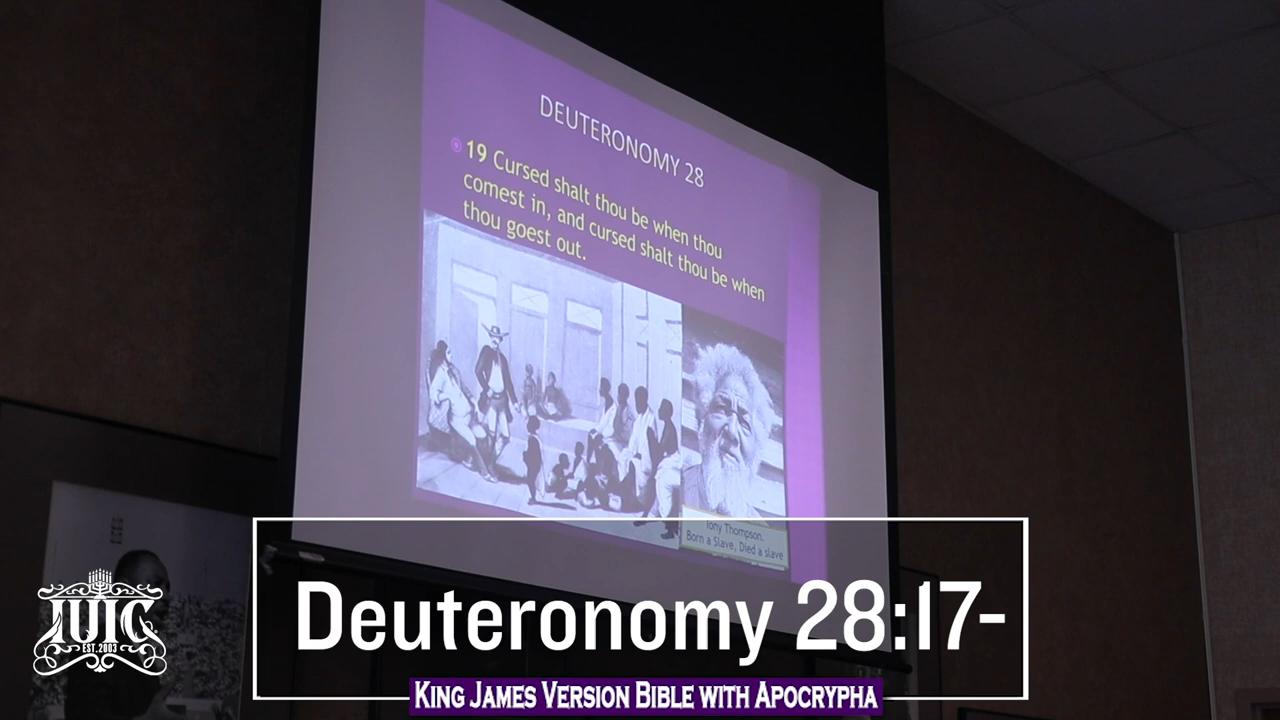 DEUTERONOMY 28
19 Cursed shalt thou be when thou
comest in, and cursed shalt thou be when
thou goest out.
Tony Thompson.
Born a Slave, Died a slave
IUIC
EST. 2003
Deuteronomy 28:17-
KING JAMES VERSION BIBLE WITH APOCRYPHA